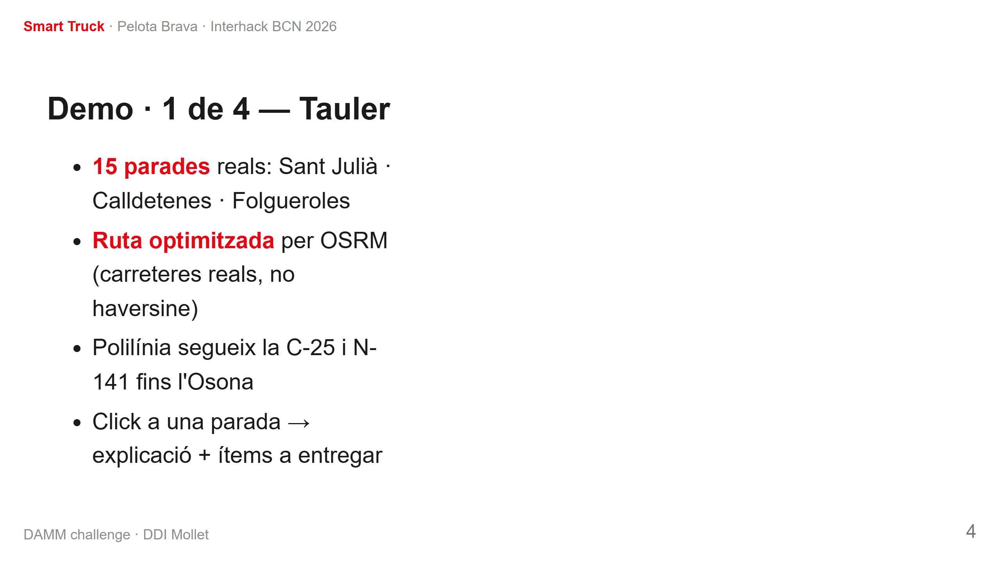 Smart Truck · Pelota Brava · Interhack BCN 2026
Demo · 1 de 4 — Tauler
• 15 parades reals: Sant Julià ·
Calldetenes · Folgueroles
• Ruta optimitzada per OSRM
(carreteres reals, no
haversine)
• Polilínia segueix la C-25 i N-
141 fins l'Osona
• Click a una parada →
explicació + ítems a entregar
DAMM challenge · DDI Mollet
4